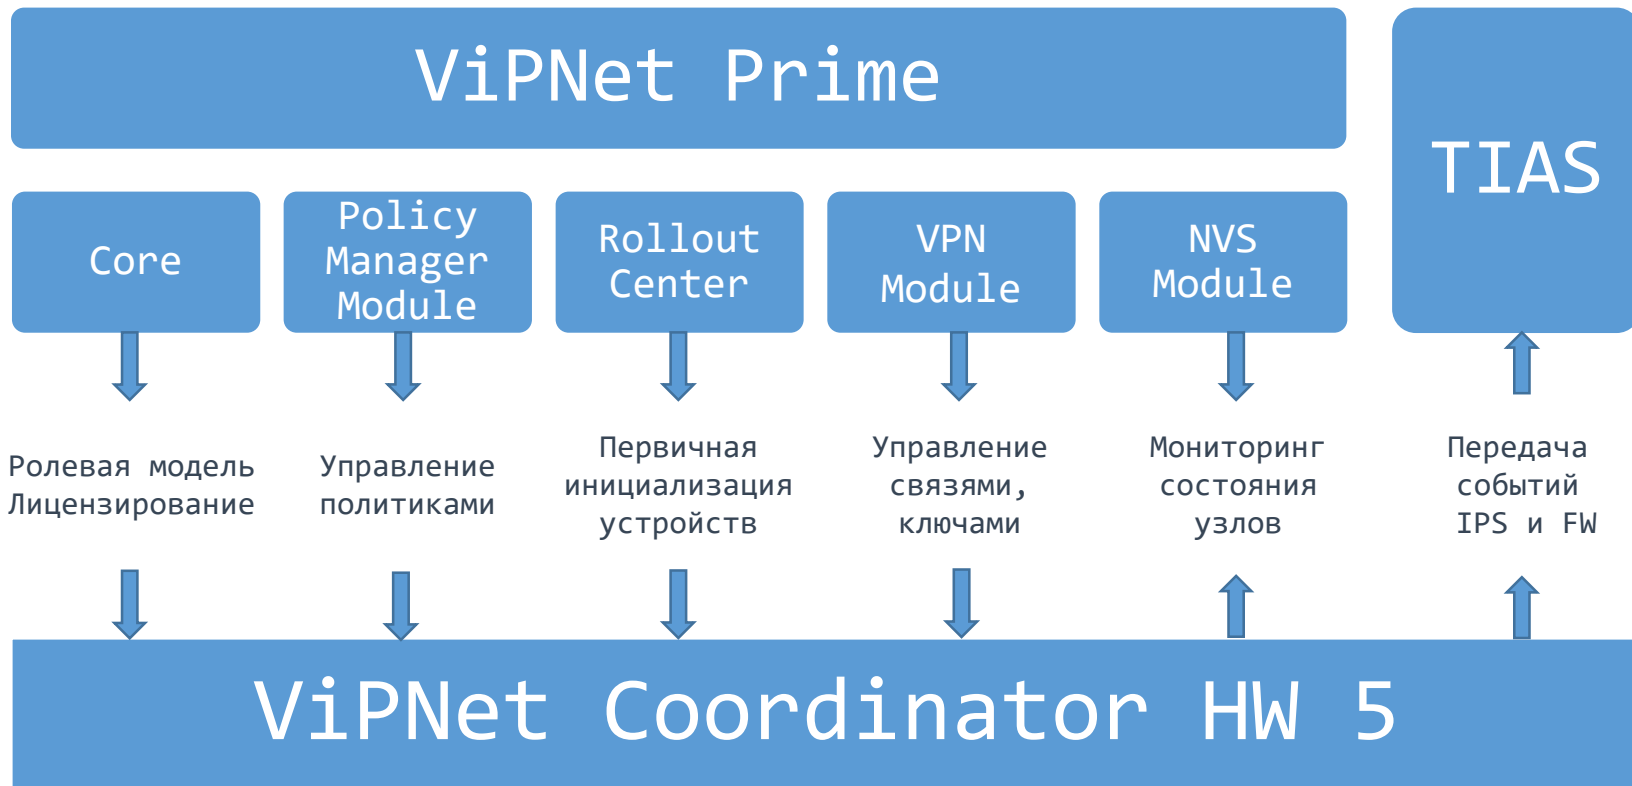 ViPNet Prime
TIAS
Core
Policy
Manager
Module
Rollout
Center
VPN
Module
NVS
Module
Ролевая модель
Лицензирование
Управление
политиками
Первичная
инициализация
устройств
Управление
связями,
ключами
Мониторинг
состояния
узлов
Передача
событий
IPS и FW
ViPNet Coordinator HW 5